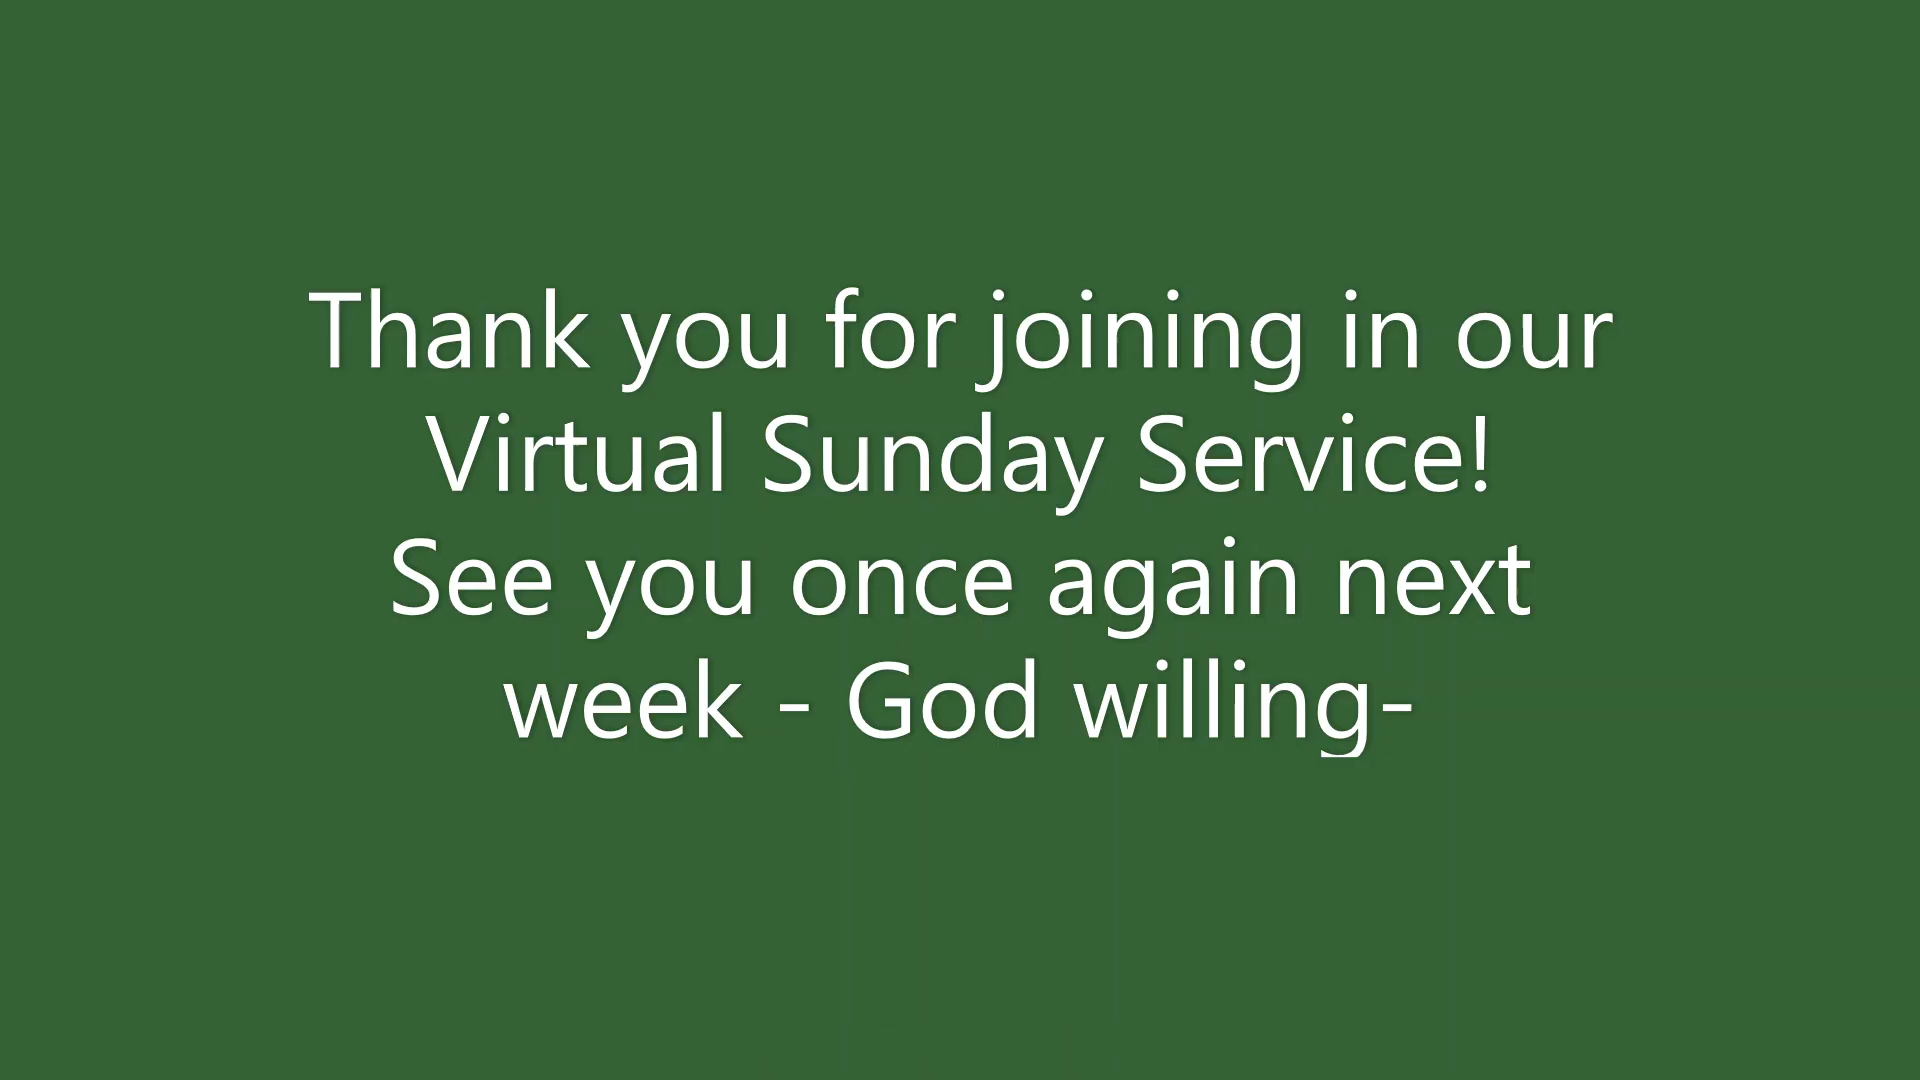 Thank you for joining in our
Virtual Sunday Service!
See you once again next
week - God willing-